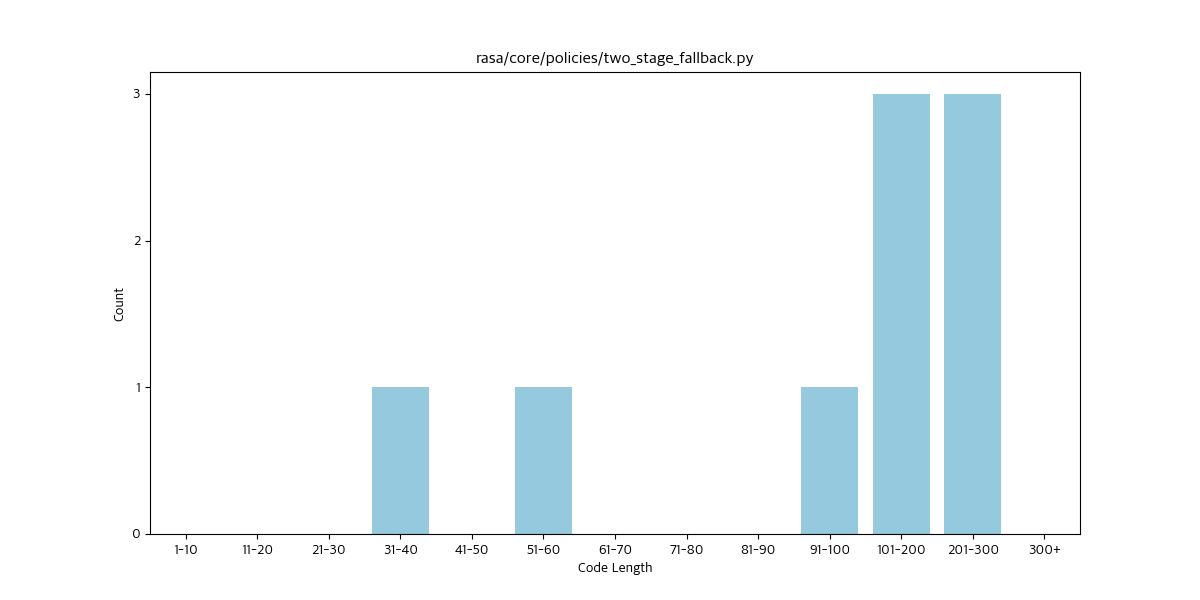 rasa/core/policies/two_stage_fallback.py
3
2
1
0
Count
1-10 11-20 21-30 31-40 41-50 51-60 61-70 71-80 81-90 91-100 101-200 201-300 300+
Code Length